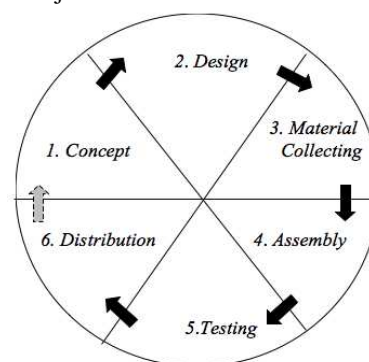 2. Design
3. Material
Collecting
1. Concept
6. Distribution
4. Assembly
5.Testing